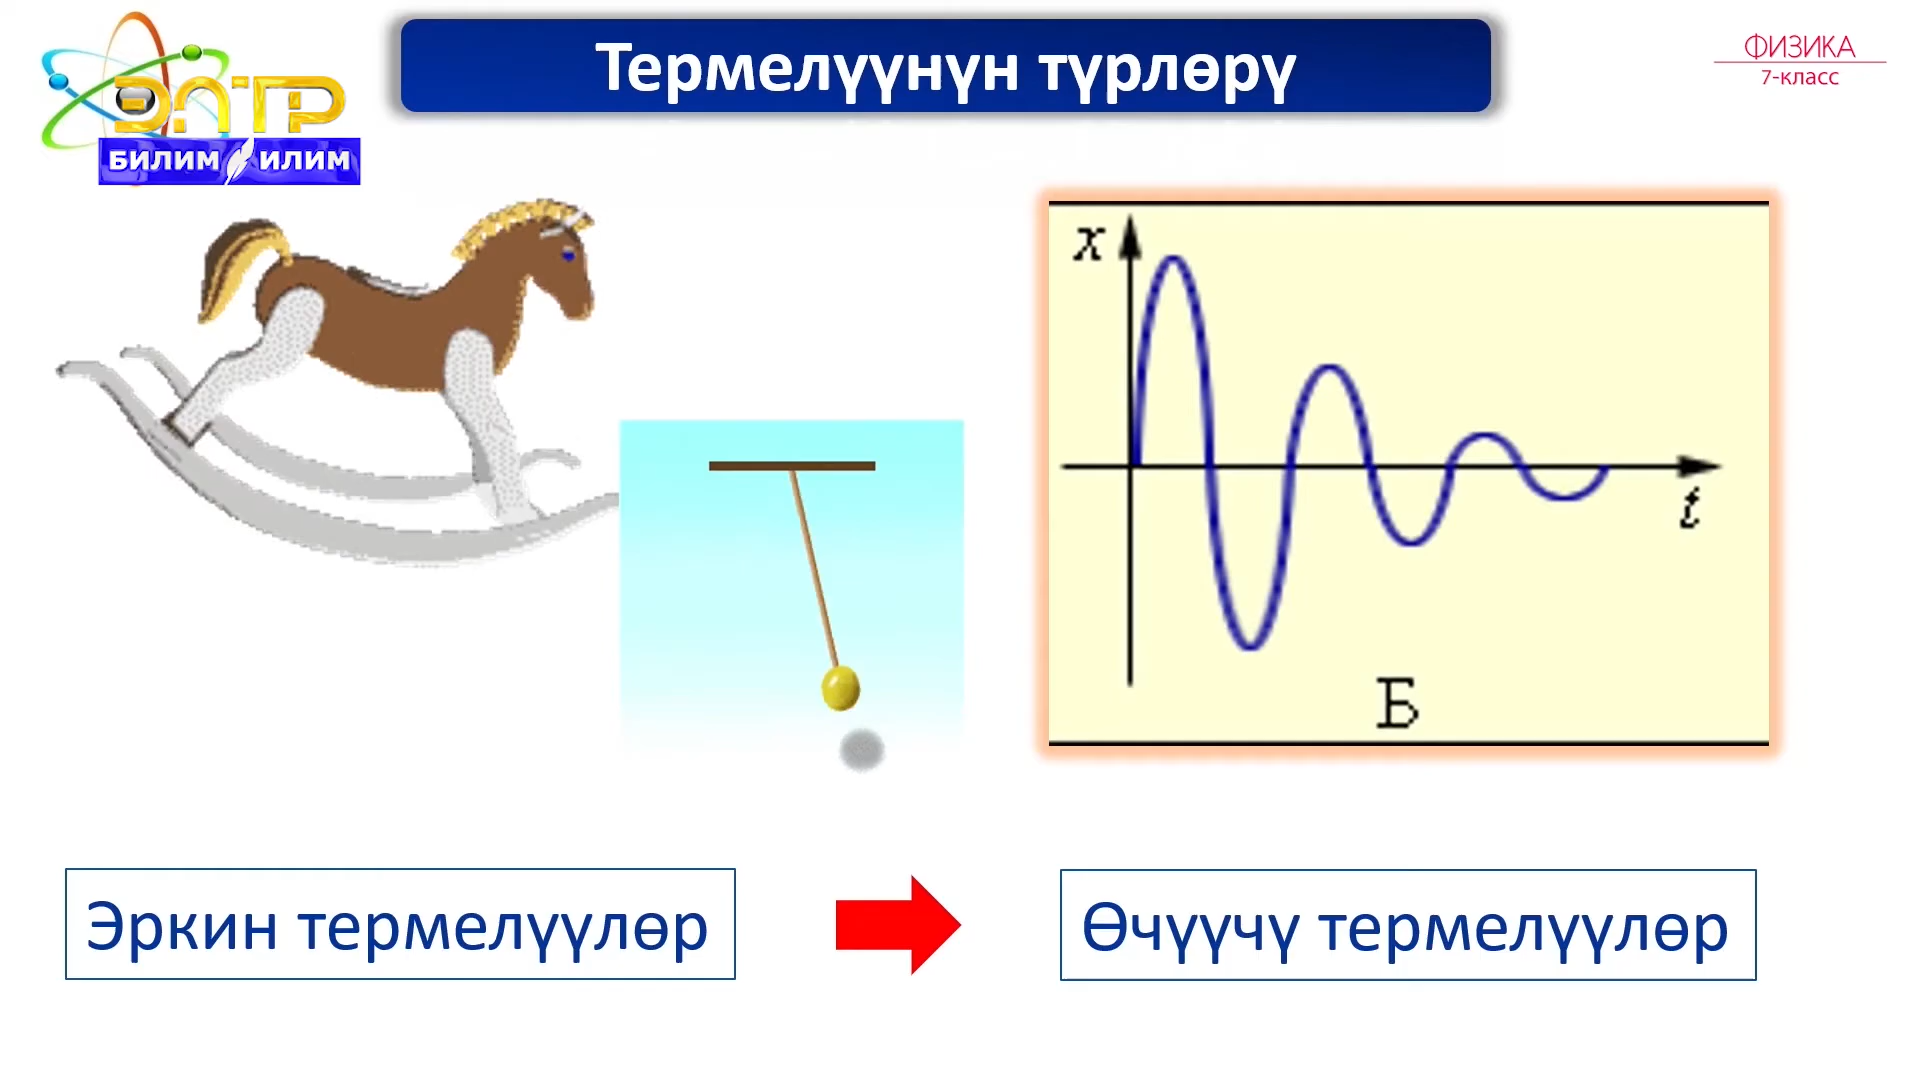 Термелүүнүн түрлөрү
ФИЗИКА
7-класс
ЭЛТР
БИЛИМ ИЛИМ
x
t
Б
Эркин термелүүлөр
Өчүүчү термелүүлөр